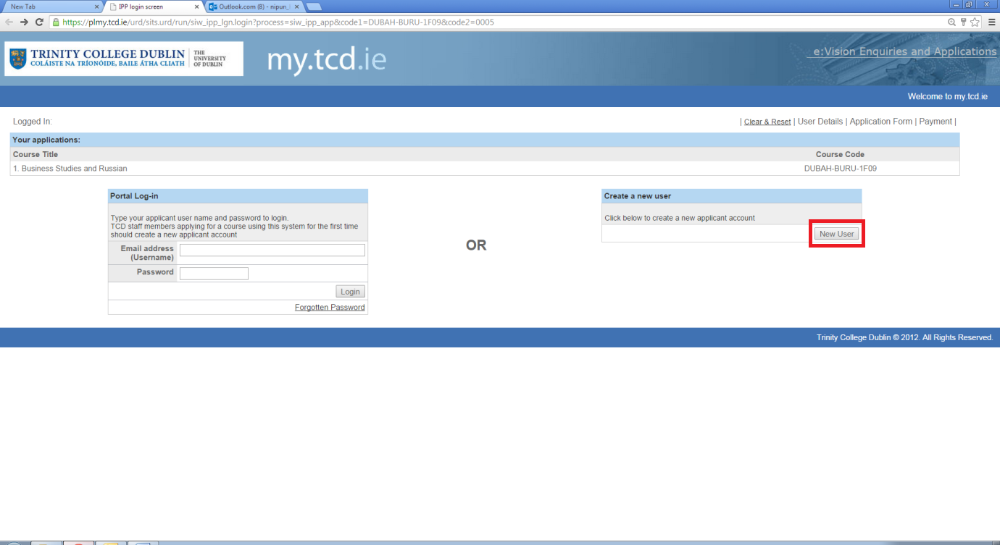 New Tab
IPP login screen
Outlook.com (8) - nipun_
https://plmy.tcd.ie/urd/sits.urd/run/siw_ipp_lgn.login?process=siw_ipp_app&code1=DUBAH-BURU-1F09&code2=0005
TRINITY COLLEGE DUBLIN
COLÁISTE NA TRÍONÓIDE, BAILE ÁTHA CLIATH
THE
UNIVERSITY
OF DUBLIN
my.tcd.ie
e:Vision Enquiries and Applications
Welcome to my.tcd.ie
Logged In:
| Clear & Reset | User Details | Application Form | Payment |
Your applications:
Course Title Course Code
1. Business Studies and Russian DUBAH-BURU-1F09
Portal Log-in
Type your applicant user name and password to login.
TCD staff members applying for a course using this system for the first time
should create a new applicant account
Email address
(Username)
Password
Login
Forgotten Password
OR
Create a new user
Click below to create a new applicant account
New User
Trinity College Dublin © 2012. All Rights Reserved.